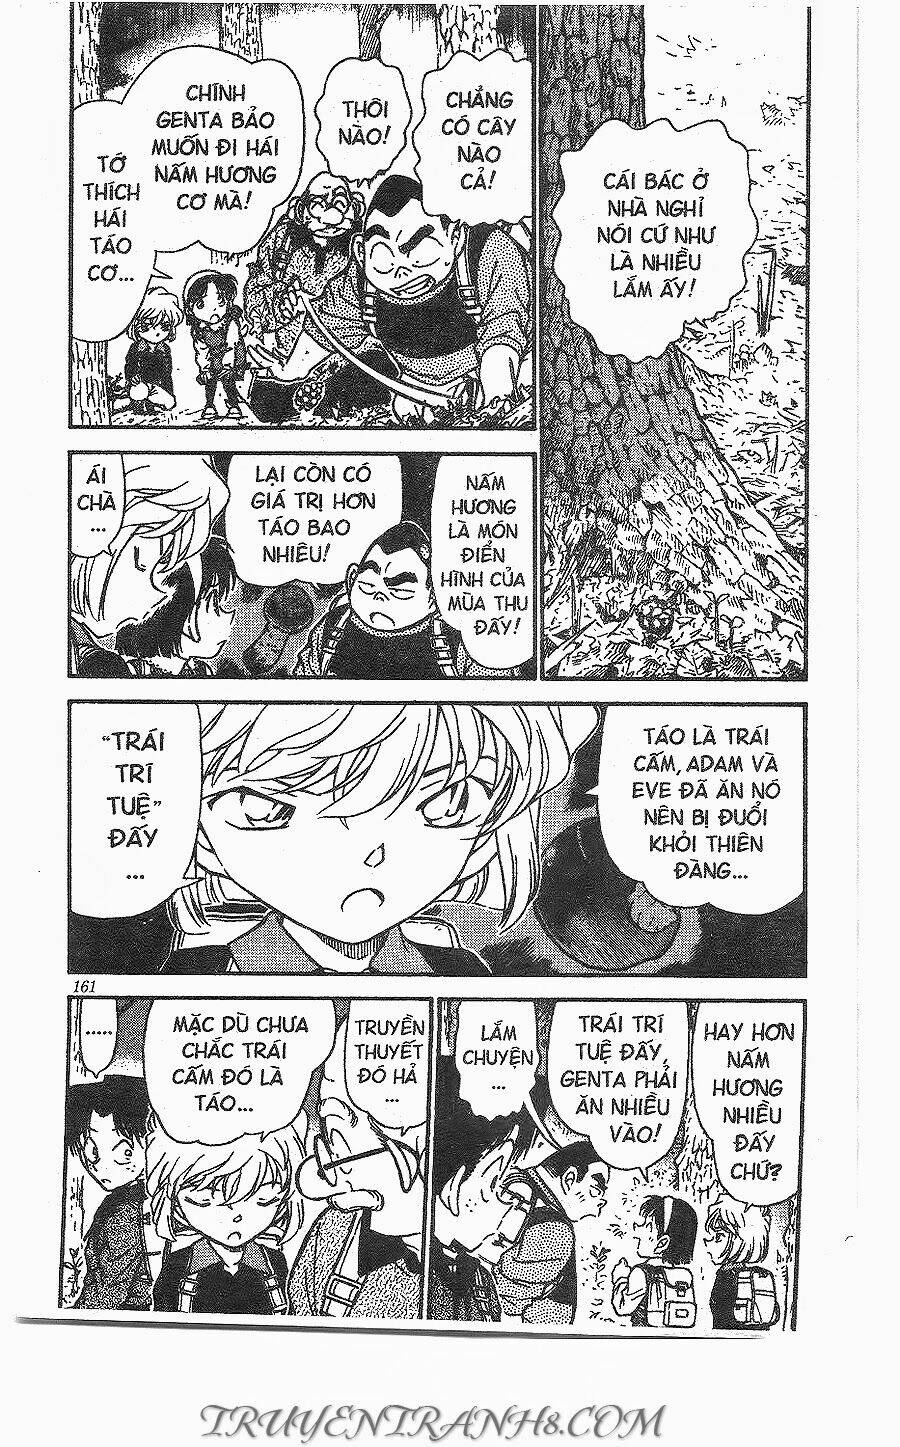 CÁI BÁC Ở
NHÀ NGHỈ
NÓI CỨ NHƯ
LÀ NHIỀU
LẮM ẤY!
CHẲNG
CÓ CÂY
NÀO
CẢ!
THÔI
NÀO!
CHÍNH
GENTA BẢO
MUỐN ĐI HÁI
NẤM HƯƠNG
CƠ MÀ!
TỚ
THÍCH
HÁI
TÁO
CƠ...
NẤM
HƯƠNG
LÀ MÓN
ĐIỂN
HÌNH CỦA
MÙA THU
ĐẤY!
LẠI CÒN CÓ
GIÁ TRỊ HƠN
TÁO BAO
NHIÊU!
ÁI
CHÀ
...
TÁO LÀ TRÁI
CẤM, ADAM VÀ
EVE ĐÃ ĂN NÓ
NÊN BỊ ĐUỔI
KHỎI THIÊN
ĐÀNG...
"TRÁI
TRÍ
TUỆ"
ĐẤY
...
161
HAY HƠN
NẤM
HƯƠNG
NHIỀU
ĐẤY
CHỨ?
TRÁI TRÍ
TUỆ ĐẤY,
GENTA PHẢI
ĂN NHIỀU
VÀO!
LẮM
CHUYỆN
...
TRUYỀN
THUYẾT
ĐÓ HẢ
...
MẶC DÙ CHƯA
CHẮC TRÁI
CẤM ĐÓ LÀ
TÁO...
......
TRUYENTRANH8.COM